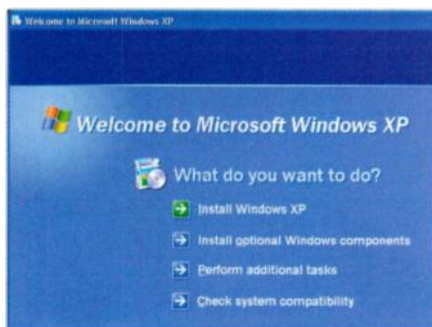 Welcome to Microsoft Windows XP
Welcome to Microsoft Windows XP
What do you want to do?
Install Windows XP
Install optional Windows components
Perform additional tasks
Check system compatibility